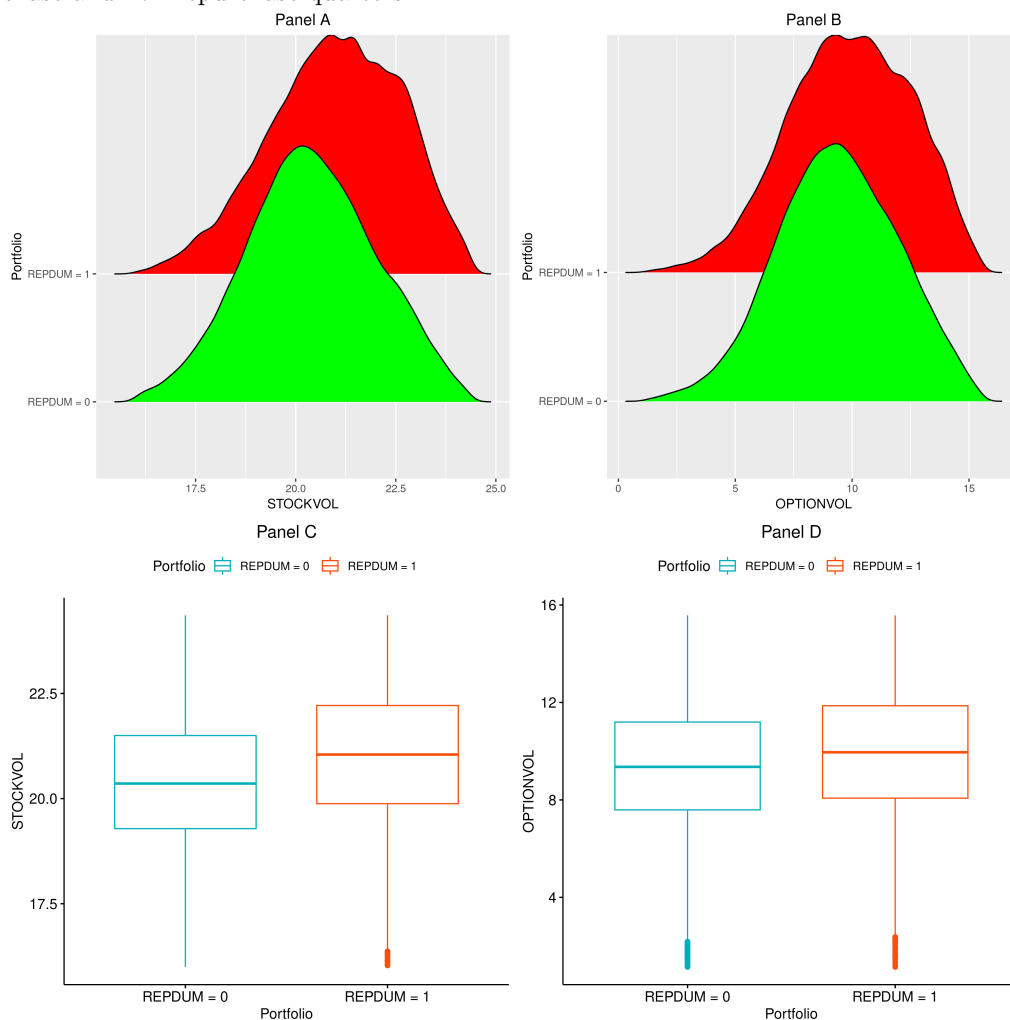 Panel A
Portfolio
REPDUM = 1
REPDUM = 0
17.5 20.0 22.5 25.0
STOCKVOL
Panel B
Portfolio
REPDUM = 1
REPDUM = 0
0 5 10 15
OPTIONVOL
Panel C
Portfolio REPDUM = 0 REPDUM = 1
STOCKVOL
22.5
20.0
17.5
REPDUM = 0 REPDUM = 1
Portfolio
Panel D
Portfolio REPDUM = 0 REPDUM = 1
OPTIONVOL
16
12
8
4
REPDUM = 0 REPDUM = 1
Portfolio